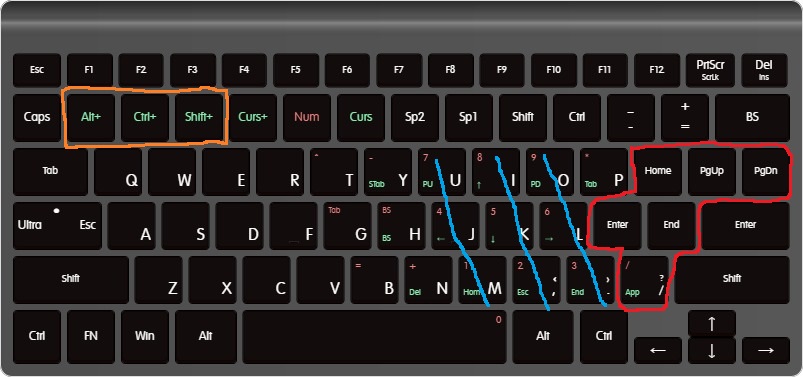 Esc F1 F2 F3 F4 F5 F6 F7 F8 F9 F10 F11 F12 PrtScr Del
ScrLk Ins
Caps Alt+ Ctrl+ Shift+ Curs+ Num Curs Sp2 Sp1 Shift Ctrl _ + BS
- =
Tab Q W E R " T - Y 7 U 8 I 9 O * P Home PgUp PgDn
STab PU ↑ PD Tab
Ultra Esc A S D _ F Tab G BS H 4 J 5 K 6 L Enter End Enter
BS ← ↓ →
Shift Z X C V = B + N 1 M 2 ‹ 3 › / ? Shift
Del Hom Esc , End . App /
Ctrl FN Win Alt 0 Alt Ctrl ↑
← ↓ →